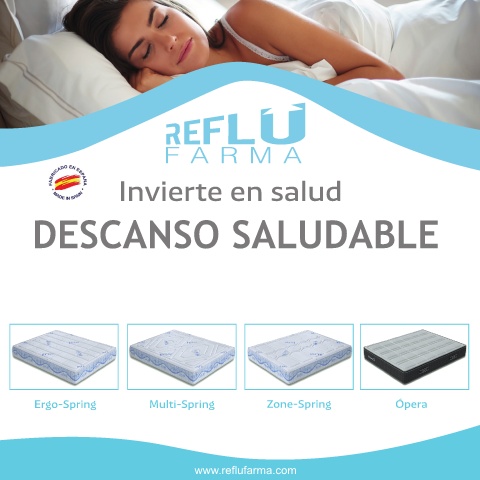 REFLÚ
FARMA
FABRICADO EN ESPAÑA
MADE IN SPAIN
Invierte en salud
DESCANSO SALUDABLE
Ergo-Spring
Multi-Spring
Zone-Spring
Ópera
www.reflufarma.com